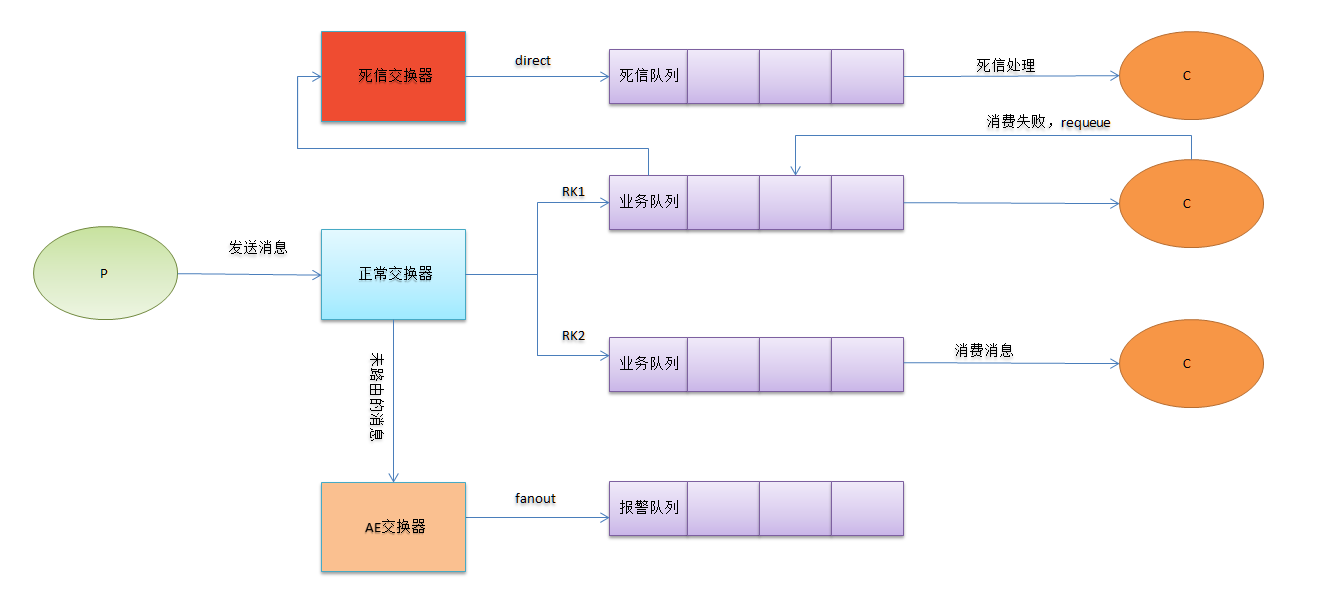 死信交换器
direct
死信队列
死信处理
C
消费失败，requeue
RK1
业务队列
C
发送消息
P
正常交换器
RK2
业务队列
消费消息
C
未路由的消息
AE交换器
fanout
报警队列